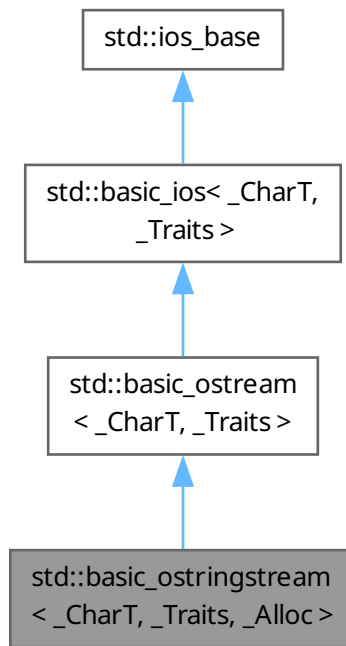 std::ios_base
std::basic_ios< _CharT,
_Traits >
std::basic_ostream
< _CharT, _Traits >
std::basic_ostringstream
< _CharT, _Traits, _Alloc >